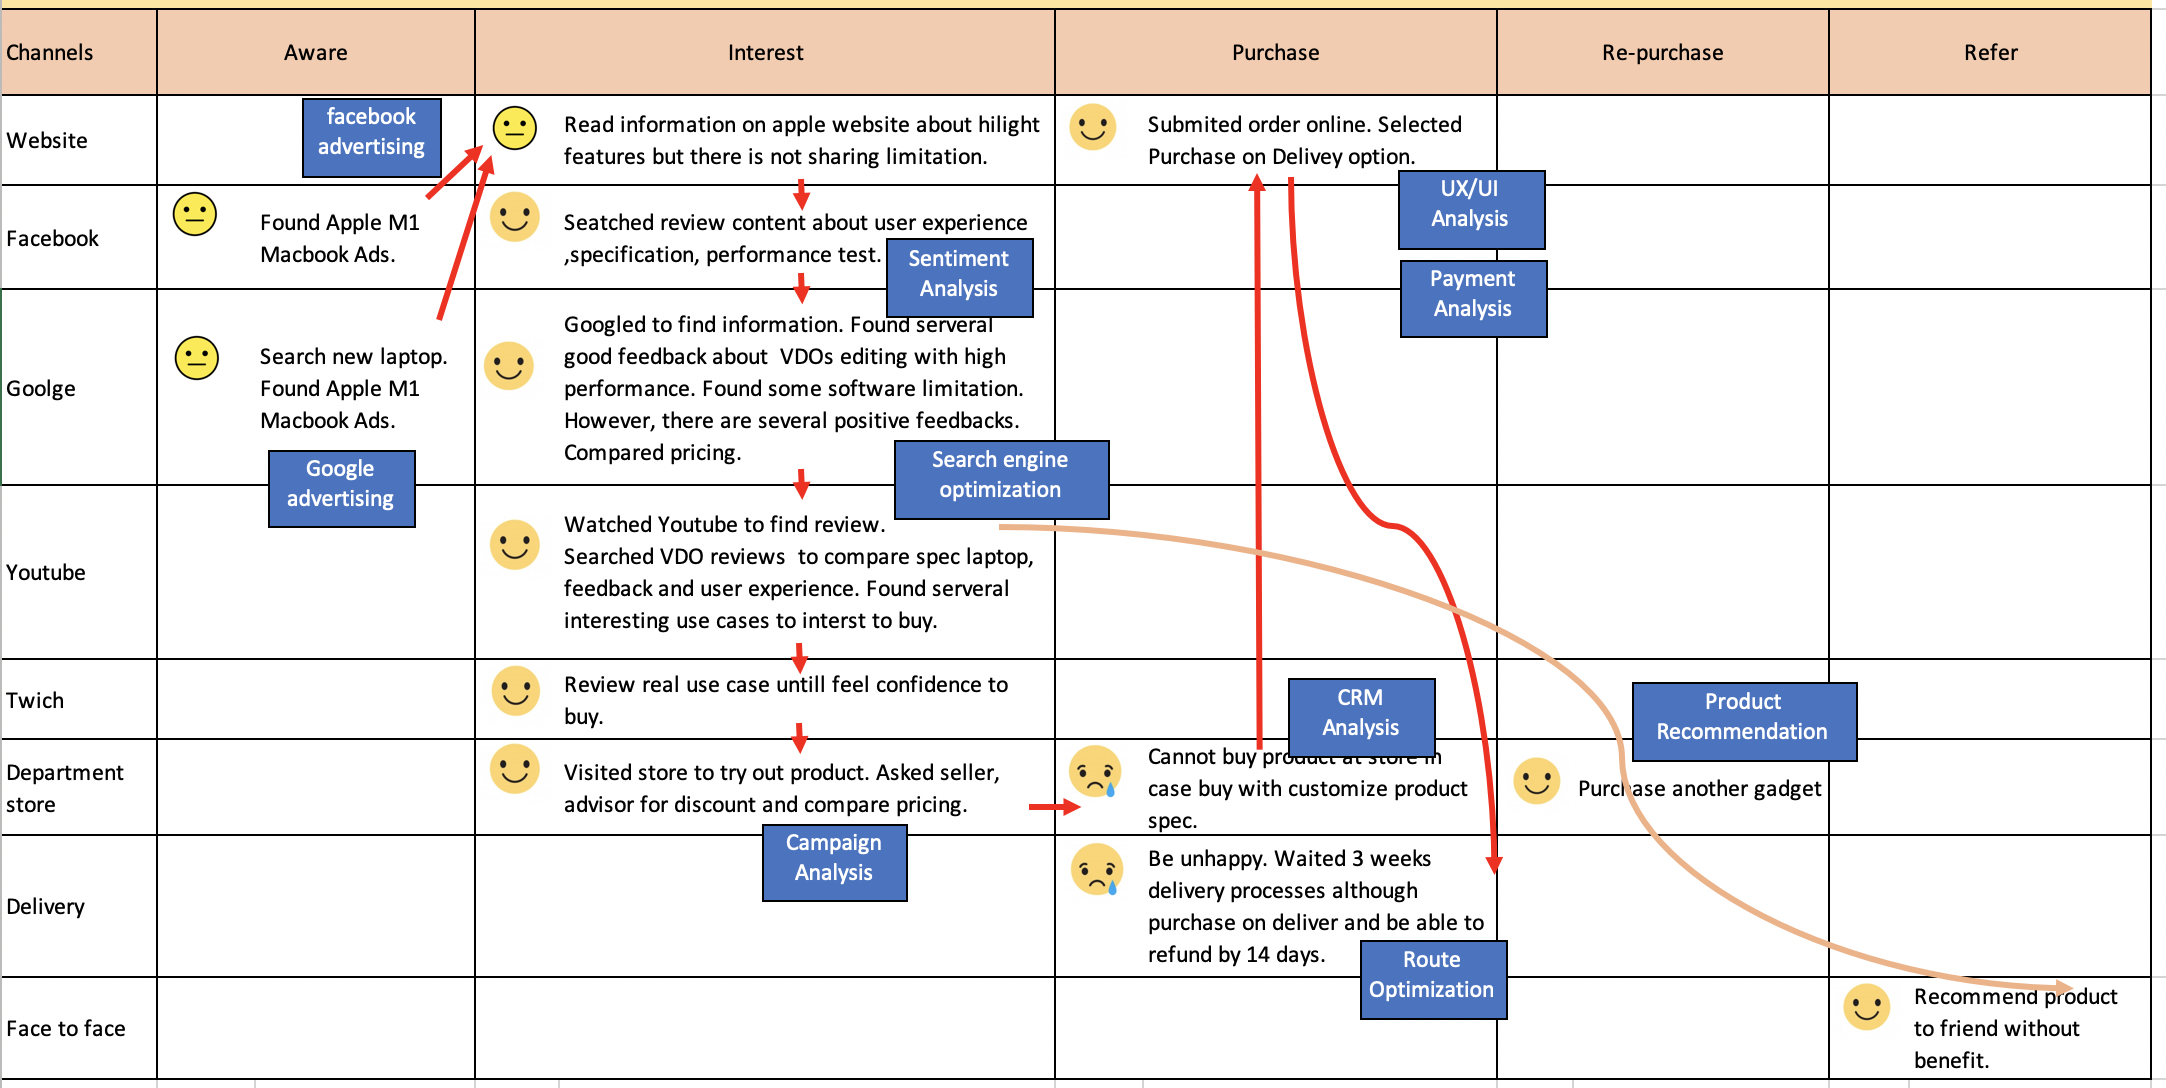 Channels
Aware
Interest
Purchase
Re-purchase
Refer
Website
facebook
advertising
Read information on apple website about hilight
features but there is not sharing limitation.
Submited order online. Selected
Purchase on Delivey option.
UX/UI
Analysis
Facebook
Found Apple M1
Macbook Ads.
Seatched review content about user experience
,specification, performance test.
Sentiment
Analysis
Payment
Analysis
Goolge
Search new laptop.
Found Apple M1
Macbook Ads.
Google
advertising
Googled to find information. Found serveral
good feedback about  VDOs editing with high
performance. Found some software limitation.
However, there are several positive feedbacks.
Compared pricing.
Search engine
optimization
Youtube
Watched Youtube to find review.
Searched VDO reviews  to compare spec laptop,
feedback and user experience. Found serveral
interesting use cases to interst to buy.
Twich
Review real use case untill feel confidence to
buy.
CRM
Analysis
Product
Recommendation
Department
store
Visited store to try out product. Asked seller,
advisor for discount and compare pricing.
Campaign
Analysis
Cannot buy product at store in
case buy with customize product
spec.
Purchase another gadget
Delivery
Be unhappy. Waited 3 weeks
delivery processes although
purchase on deliver and be able to
refund by 14 days.
Route
Optimization
Face to face
Recommend product
to friend without
benefit.